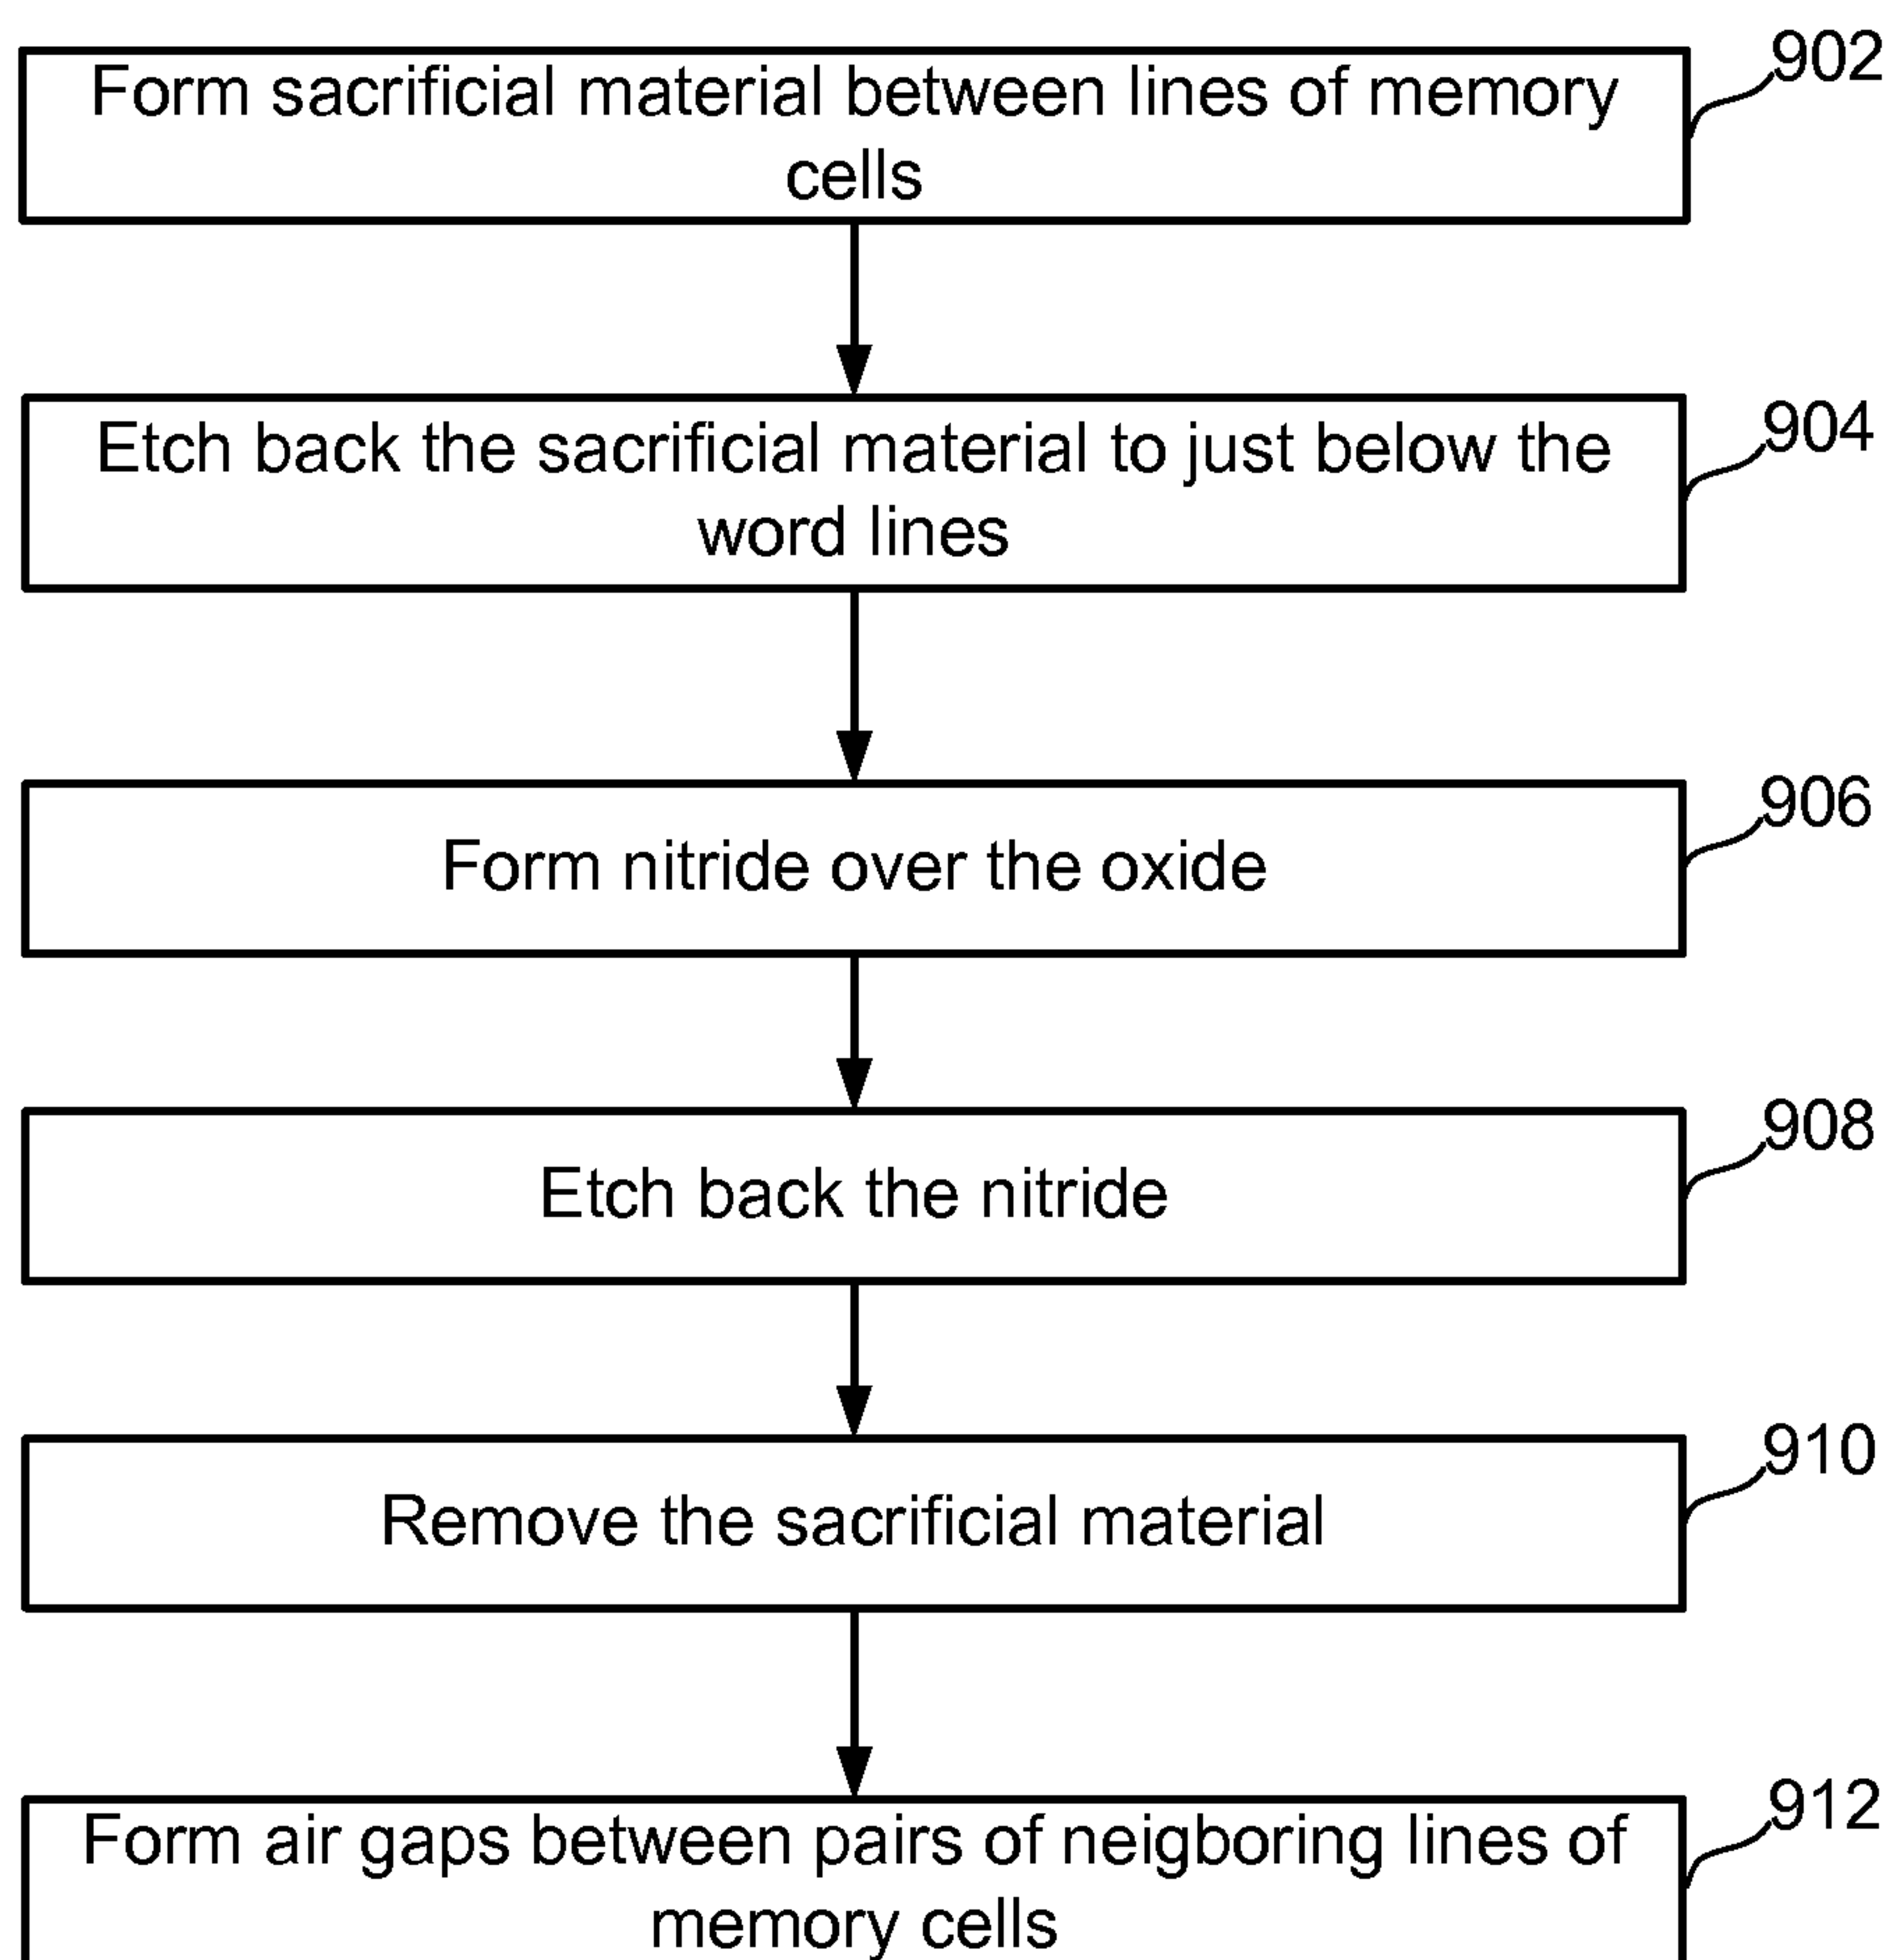 902
Form sacrificial material between lines of memory
cells
904
Etch back the sacrificial material to just below the
word lines
906
Form nitride over the oxide
908
Etch back the nitride
910
Remove the sacrificial material
912
Form air gaps between pairs of neigboring lines of
memory cells